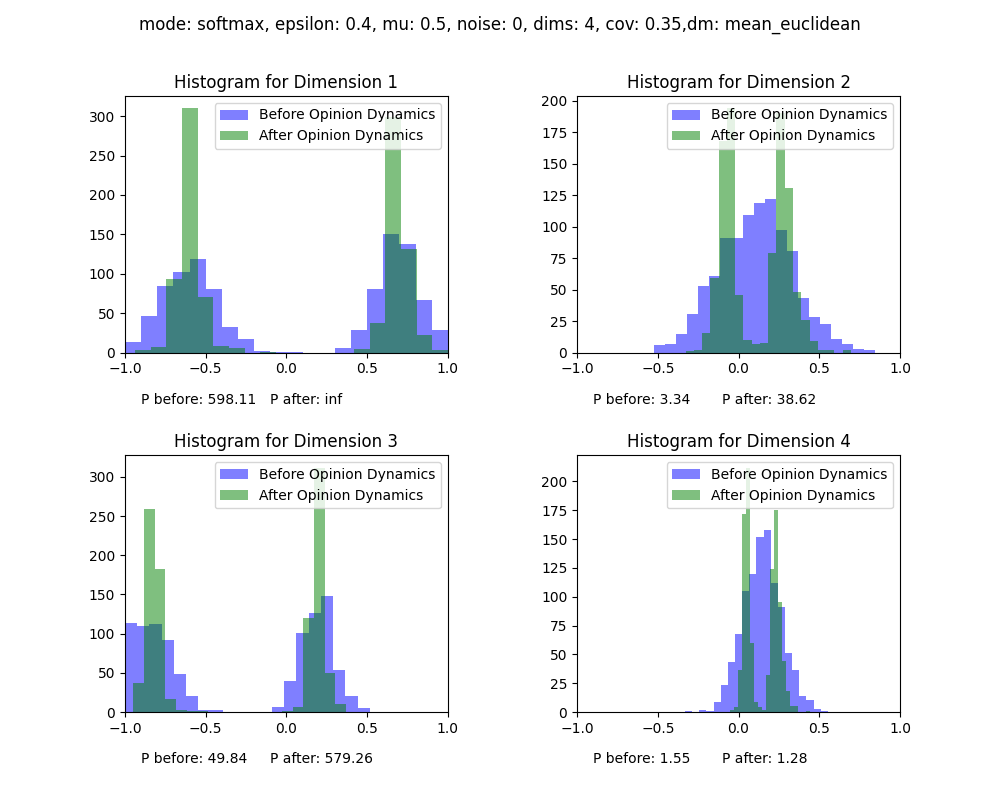 mode: softmax, epsilon: 0.4, mu: 0.5, noise: 0, dims: 4, cov: 0.35,dm: mean_euclidean
Histogram for Dimension 1
Before Opinion Dynamics
After Opinion Dynamics
300
250
200
150
100
50
0
−1.0 −0.5 0.0 0.5 1.0
P before: 598.11 P after: inf
Histogram for Dimension 2
Before Opinion Dynamics
After Opinion Dynamics
200
175
150
125
100
75
50
25
0
−1.0 −0.5 0.0 0.5 1.0
P before: 3.34 P after: 38.62
Histogram for Dimension 3
Before Opinion Dynamics
After Opinion Dynamics
300
250
200
150
100
50
0
−1.0 −0.5 0.0 0.5 1.0
P before: 49.84 P after: 579.26
Histogram for Dimension 4
Before Opinion Dynamics
After Opinion Dynamics
200
175
150
125
100
75
50
25
0
−1.0 −0.5 0.0 0.5 1.0
P before: 1.55 P after: 1.28